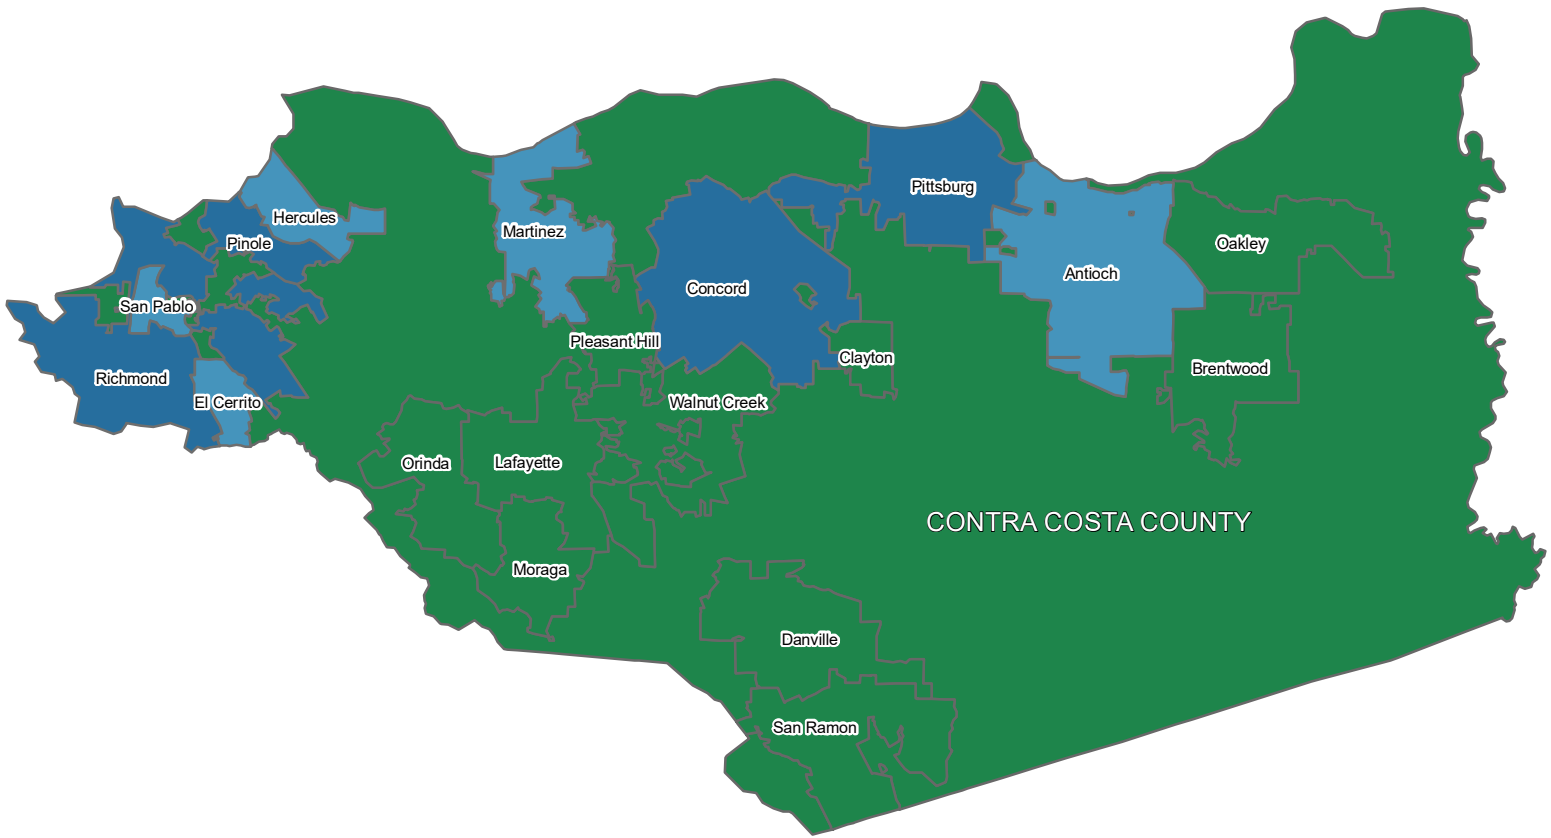 Pittsburg
Hercules
Martinez
Pinole
Oakley
Antioch
Concord
San Pablo
Pleasant Hill
Clayton
Brentwood
Richmond
El Cerrito
Walnut Creek
Orinda
Lafayette
CONTRA COSTA COUNTY
Moraga
Danville
San Ramon